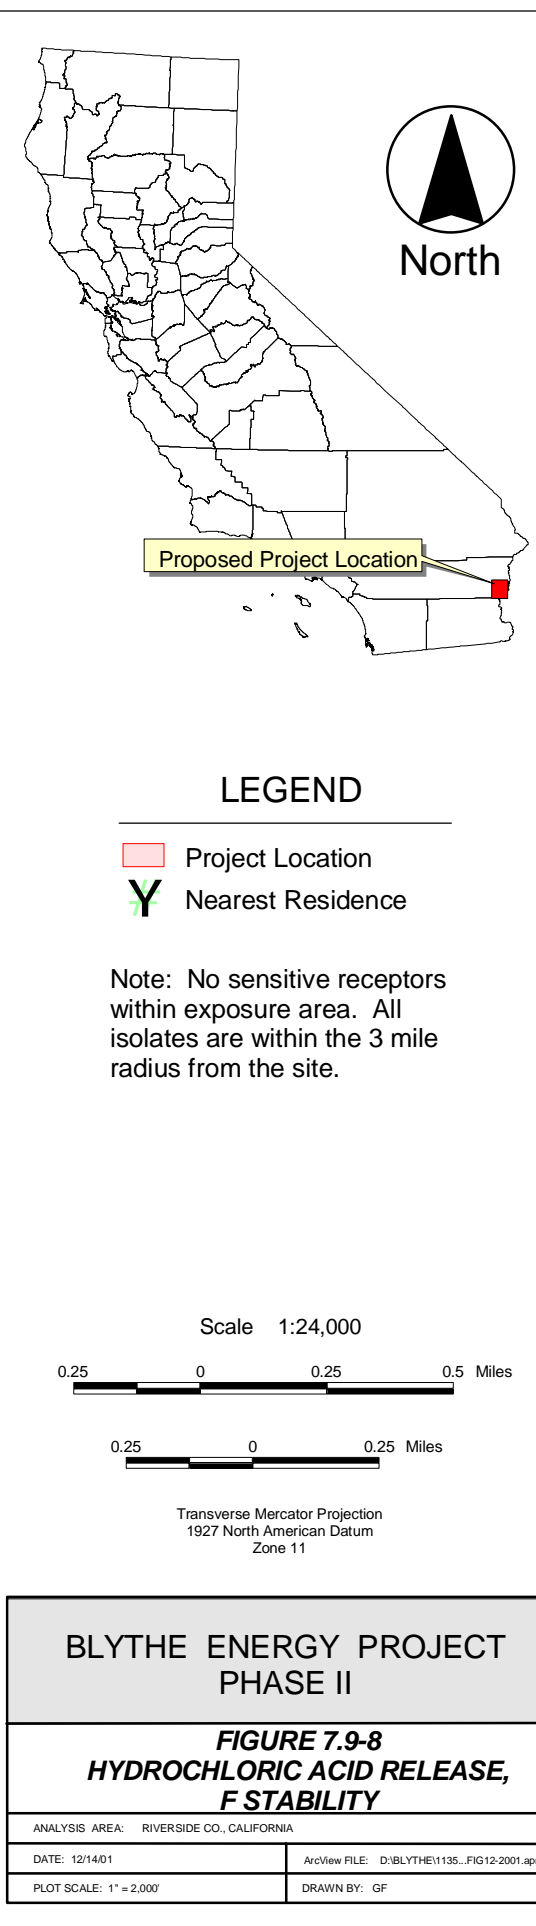 North
Proposed Project Location
LEGEND
Project Location
Y Nearest Residence
Note: No sensitive receptors
within exposure area. All
isolates are within the 3 mile
radius from the site.
Scale 1:24,000
0.25 0 0.25 0.5 Miles
0.25 0 0.25 Miles
Transverse Mercator Projection
1927 North American Datum
Zone 11
BLYTHE ENERGY PROJECT
PHASE II
FIGURE 7.9-8
HYDROCHLORIC ACID RELEASE,
F STABILITY
ANALYSIS AREA: RIVERSIDE CO., CALIFORNIA
DATE: 12/14/01
ArcView FILE: D:\BLYTHE\1135...FIG12-2001.apr
PLOT SCALE: 1" = 2,000'
DRAWN BY: GF